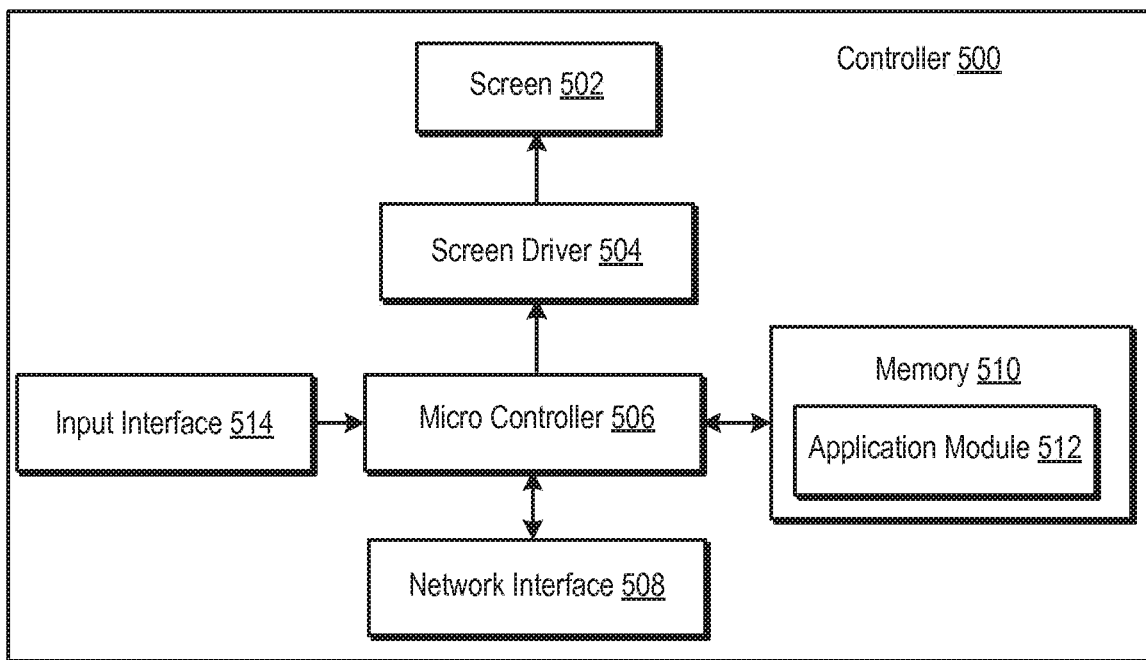 Controller 500
Screen 502
Screen Driver 504
Memory 510
Input Interface 514
Micro Controller 506
Application Module 512
Network Interface 508